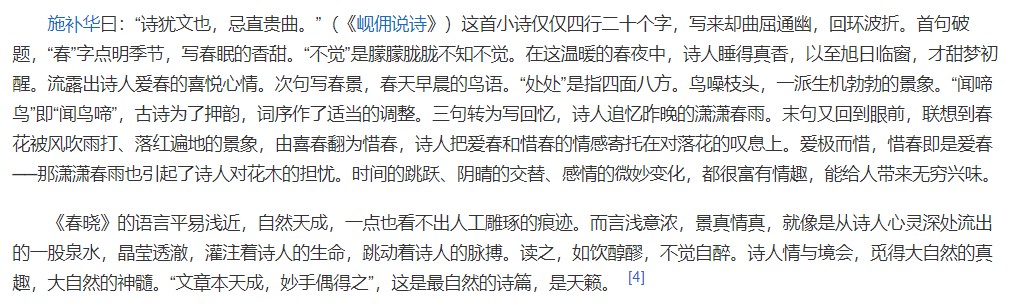 施补华曰：“诗犹文也，忌直贵曲。”（《岘佣说诗》）这首小诗仅仅四行二十个字，写来却曲屈通幽，回环波折。首句破
题，“春”字点明季节，写春眠的香甜。“不觉”是朦朦胧胧不知不觉。在这温暖的春夜中，诗人睡得真香，以至旭日临窗，才甜梦初
醒。流露出诗人爱春的喜悦心情。次句写春景，春天早晨的鸟语。“处处”是指四面八方。鸟噪枝头，一派生机勃勃的景象。“闻啼
鸟”即“闻鸟啼”，古诗为了押韵，词序作了适当的调整。三句转为写回忆，诗人追忆昨晚的潇潇春雨。末句又回到眼前，联想到春
花被风吹雨打、落红遍地的景象，由喜春翻为惜春，诗人把爱春和惜春的情感寄托在对落花的叹息上。爱极而惜，惜春即是爱春
──那潇潇春雨也引起了诗人对花木的担忧。时间的跳跃、阴晴的交替、感情的微妙变化，都很富有情趣，能给人带来无穷兴味。
《春晓》的语言平易浅近，自然天成，一点也看不出人工雕琢的痕迹。而言浅意浓，景真情真，就像是从诗人心灵深处流出
的一股泉水，晶莹透澈，灌注着诗人的生命，跳动着诗人的脉搏。读之，如饮醇醪，不觉自醉。诗人情与境会，觅得大自然的真
趣，大自然的神髓。“文章本天成，妙手偶得之”，这是最自然的诗篇，是天籁。 [4]